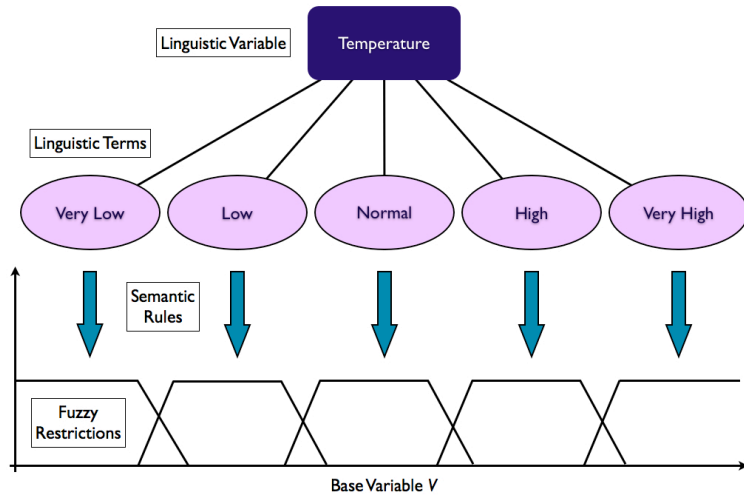 Linguistic Variable
Temperature
Linguistic Terms
Very Low
Low
Normal
High
Very High
Semantic
Rules
Fuzzy
Restrictions
Base Variable V